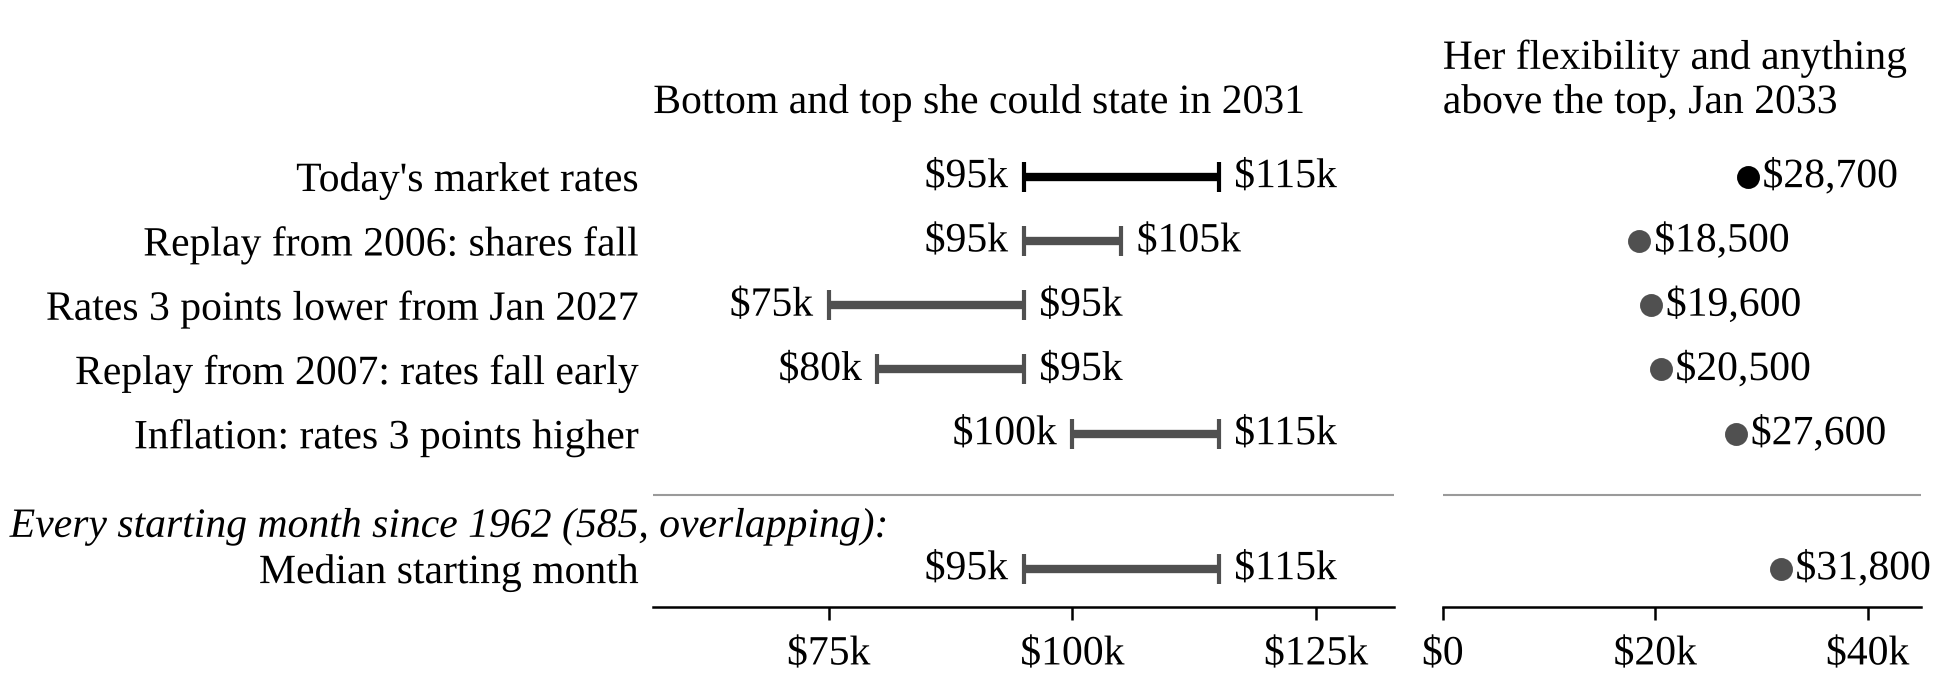 Her flexibility and anything
Bottom and top she could state in 2031
above the top, Jan 2033
Today's market rates $95k $115k $28,700
Replay from 2006: shares fall $95k $105k $18,500
Rates 3 points lower from Jan 2027 $75k $95k $19,600
Replay from 2007: rates fall early $80k $95k $20,500
Inflation: rates 3 points higher $100k $115k $27,600
Every starting month since 1962 (585, overlapping):
Median starting month $95k $115k $31,800
$75k $100k $125k $0 $20k $40k